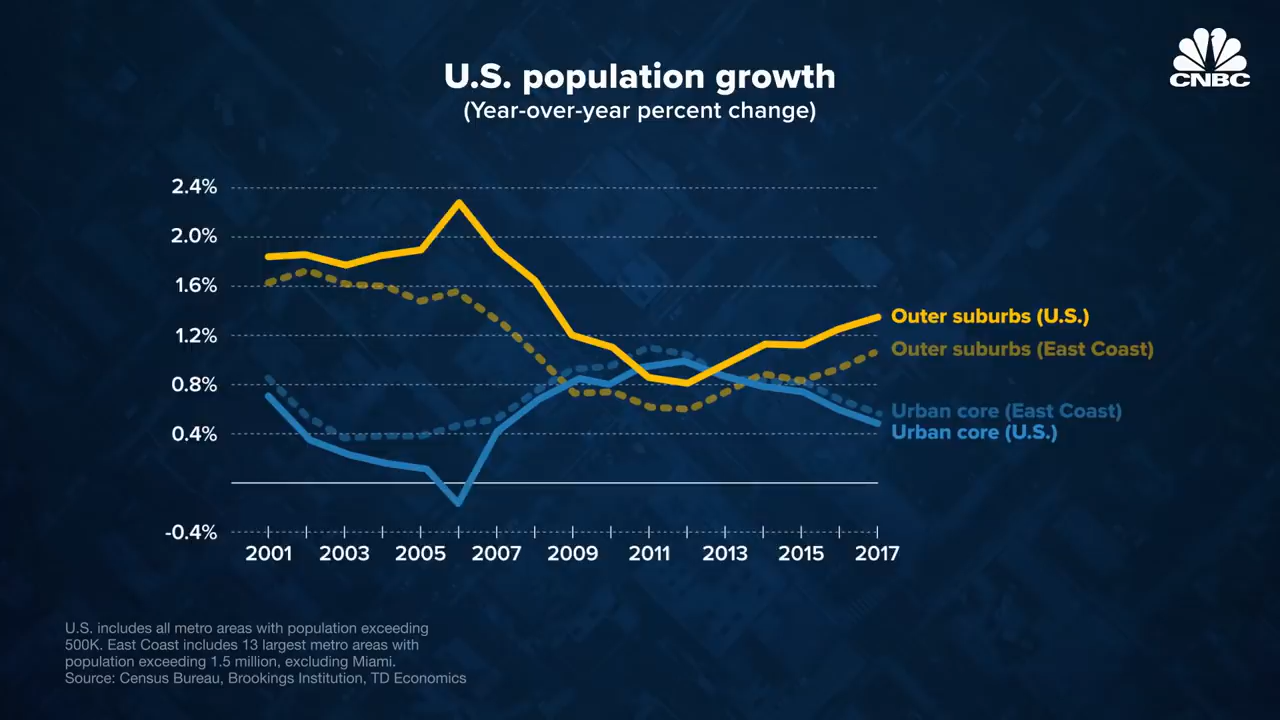 CNBC
U.S. population growth
(Year-over-year percent change)
2.4%
2.0%
1.6%
1.2%
0.8%
0.4%
-0.4%
Outer suburbs (U.S.)
Outer suburbs (East Coast)
Urban core (East Coast)
Urban core (U.S.)
2001 2003 2005 2007 2009 2011 2013 2015 2017
U.S. includes all metro areas with population exceeding
500K. East Coast includes 13 largest metro areas with
population exceeding 1.5 million, excluding Miami.
Source: Census Bureau, Brookings Institution, TD Economics